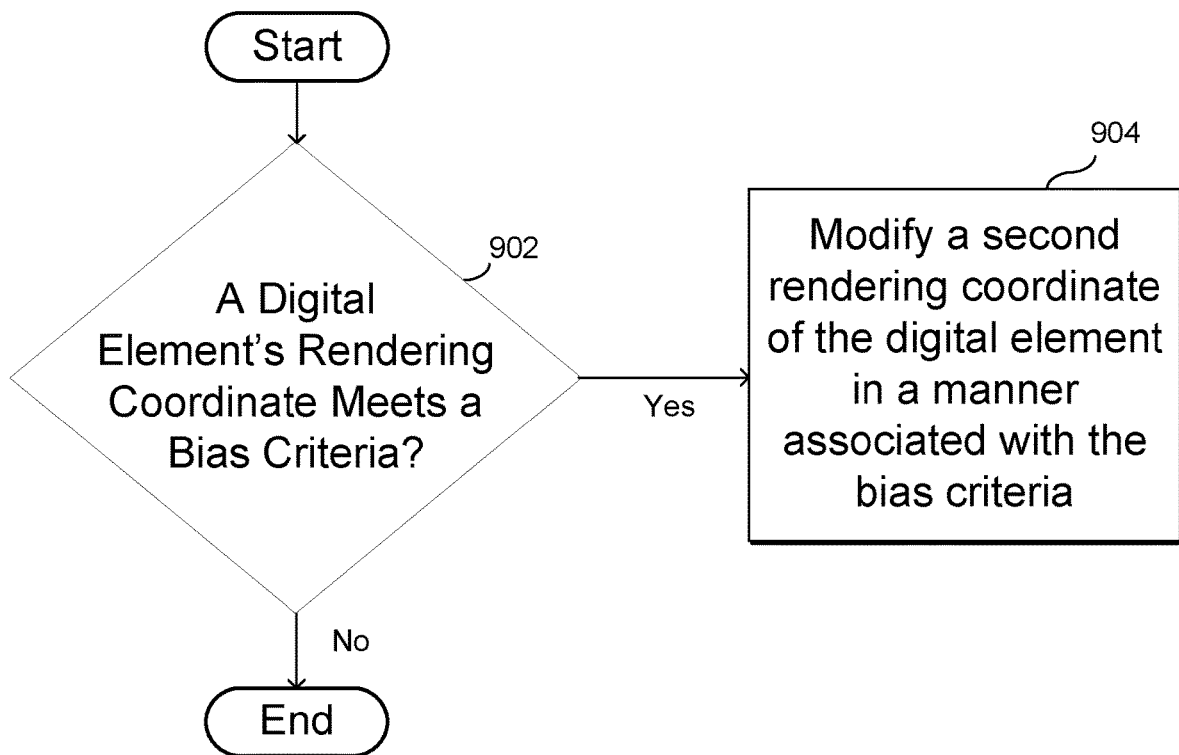 Start
902
A Digital
Element's Rendering
Coordinate Meets a
Bias Criteria?
Yes
904
Modify a second
rendering coordinate
of the digital element
in a manner
associated with the
bias criteria
No
End